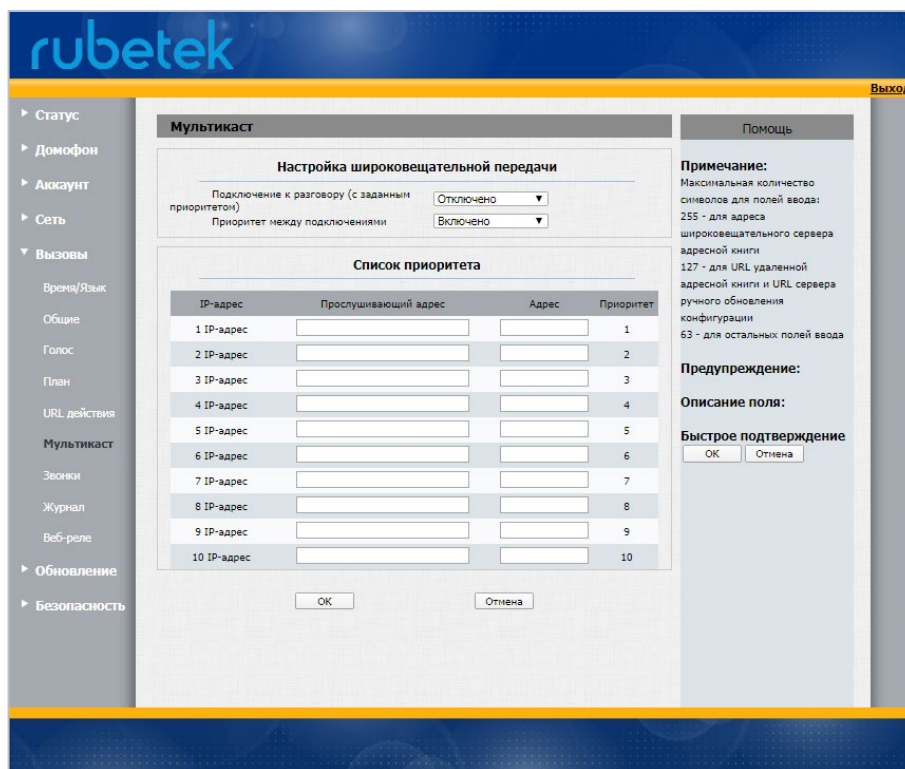 rubetek
Выход
Статус
Домофон
Аккаунт
Сеть
Вызовы
Время/Язык
Общие
Голос
План
URL действия
Мультикаст
Звонки
Журнал
Веб-реле
Обновление
Безопасность
Мультикаст
Настройка широковещательной передачи
Подключение к разговору (с заданным приоритетом) Отключено
Приоритет между подключениями Включено
Список приоритета
IP-адрес Прослушивающий адрес Адрес Приоритет
1 IP-адрес 1
2 IP-адрес 2
3 IP-адрес 3
4 IP-адрес 4
5 IP-адрес 5
6 IP-адрес 6
7 IP-адрес 7
8 IP-адрес 8
9 IP-адрес 9
10 IP-адрес 10
OK Отмена
Помощь
Примечание:
Максимальная количество
символов для полей ввода:
255 - для адреса
широковещательного сервера
адресной книги
127 - для URL удаленной
адресной книги и URL сервера
ручного обновления
конфигурации
63 - для остальных полей ввода
Предупреждение:
Описание поля:
Быстрое подтверждение
OK Отмена